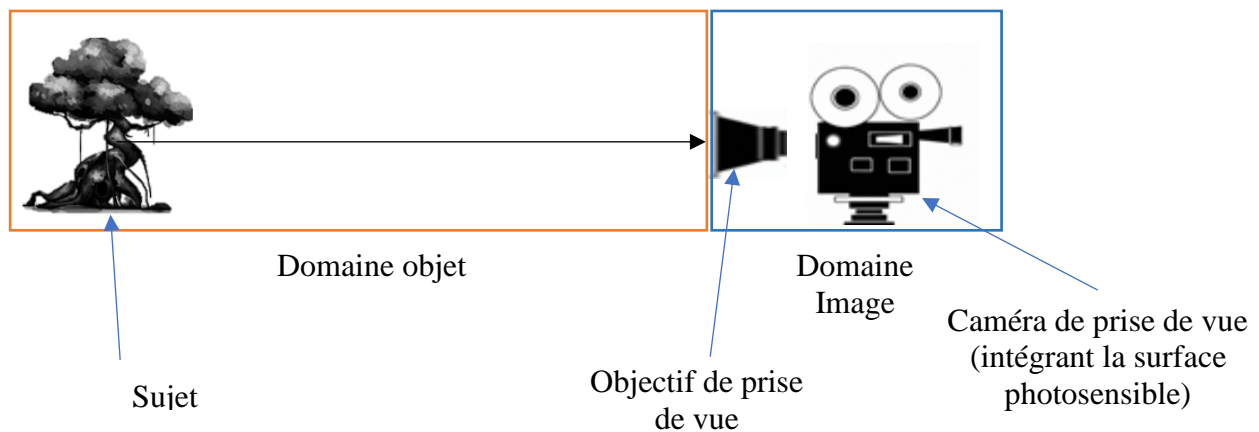 Domaine objet
Domaine
Image
Caméra de prise de vue
(intégrant la surface
photosensible)
Objectif de prise
de vue
Sujet